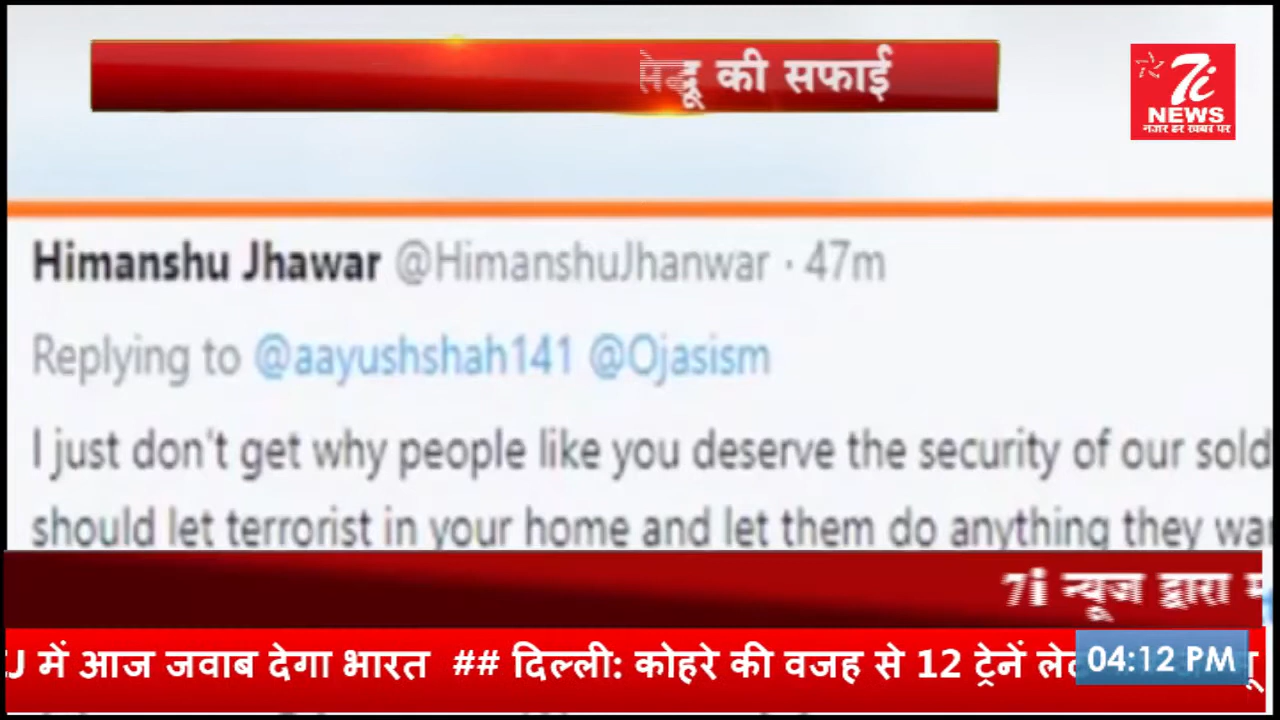 सिद्धू की सफाई
7i
NEWS
नजर हर खबर पर
Himanshu Jhawar @HimanshuJhanwar · 47m
Replying to @aayushshah141 @Ojasism
I just don't get why people like you deserve the security of our sold
should let terrorist in your home and let them do anything they wa
7i न्यूज द्वारा
J में आज जवाब देगा भारत ## दिल्ली: कोहरे की वजह से 12 ट्रेनें
04:12 PM